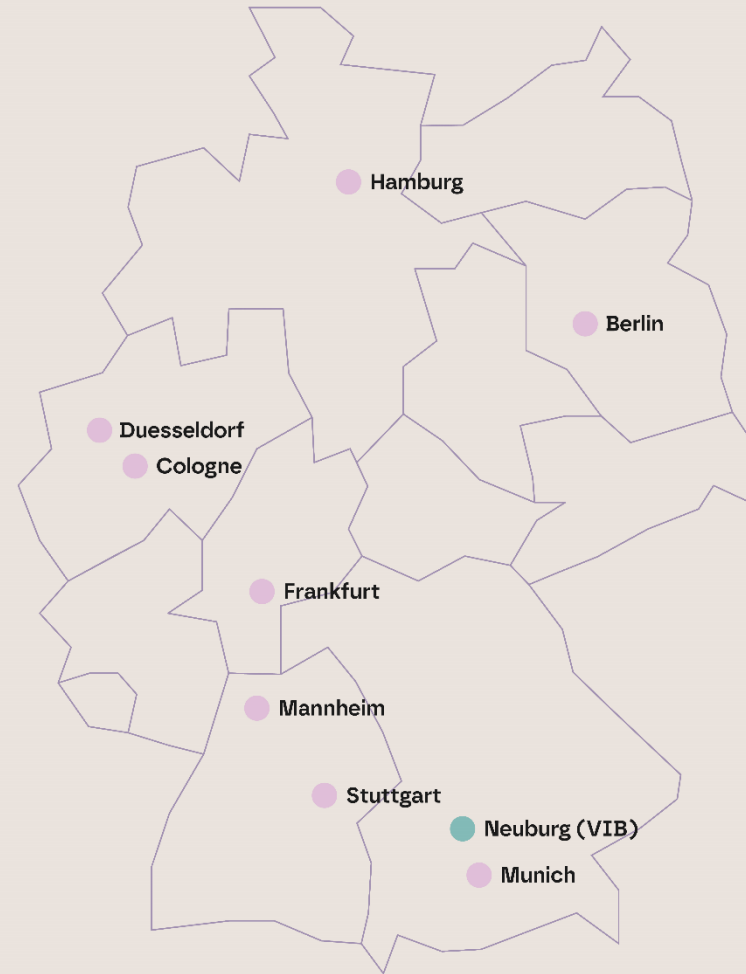 Hamburg
Berlin
Duesseldorf
Cologne
Frankfurt
Mannheim
Stuttgart
Neuburg (VIB)
Munich